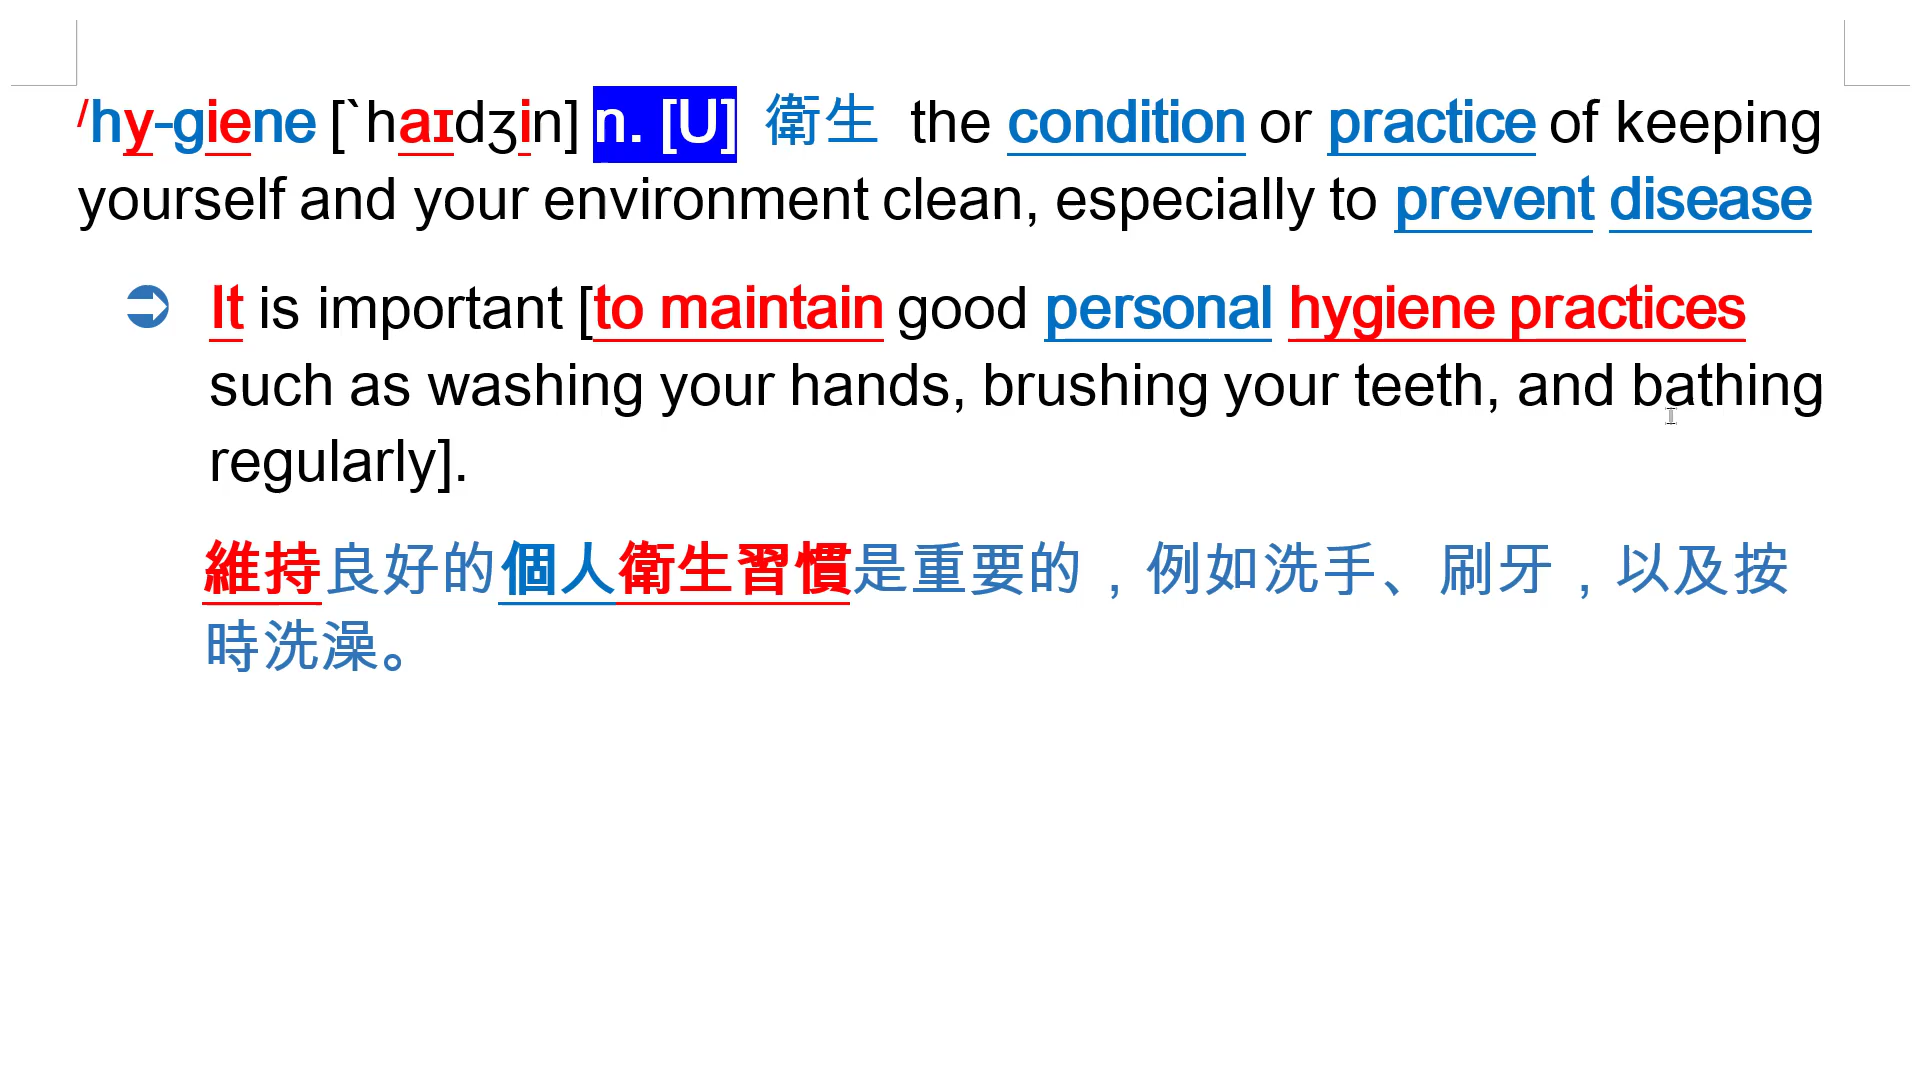 /hy-giene [ˋhaɪdʒin] n. [U] 衛生 the condition or practice of keeping
yourself and your environment clean, especially to prevent disease
➲ It is important [to maintain good personal hygiene practices
such as washing your hands, brushing your teeth, and bathing
regularly].
維持良好的個人衛生習慣是重要的，例如洗手、刷牙，以及按
時洗澡。